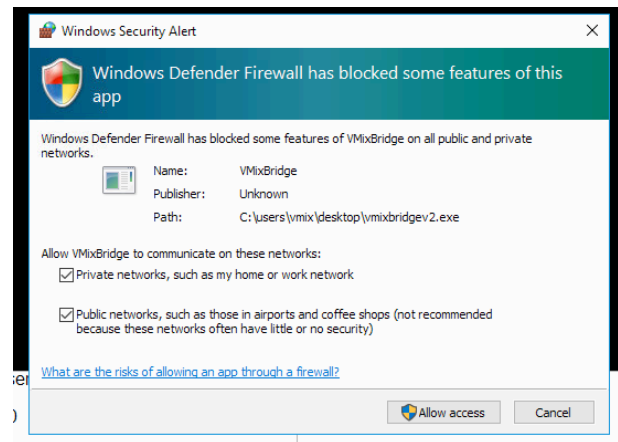 Windows Security Alert
Windows Defender Firewall has blocked some features of this
app
Windows Defender Firewall has blocked some features of VMixBridge on all public and private
networks.
Name: VMixBridge
Publisher: Unknown
Path: C:\users\vmix\desktop\vmixbridgev2.exe
Allow VMixBridge to communicate on these networks:
Private networks, such as my home or work network
Public networks, such as those in airports and coffee shops (not recommended
because these networks often have little or no security)
What are the risks of allowing an app through a firewall?
Allow access Cancel